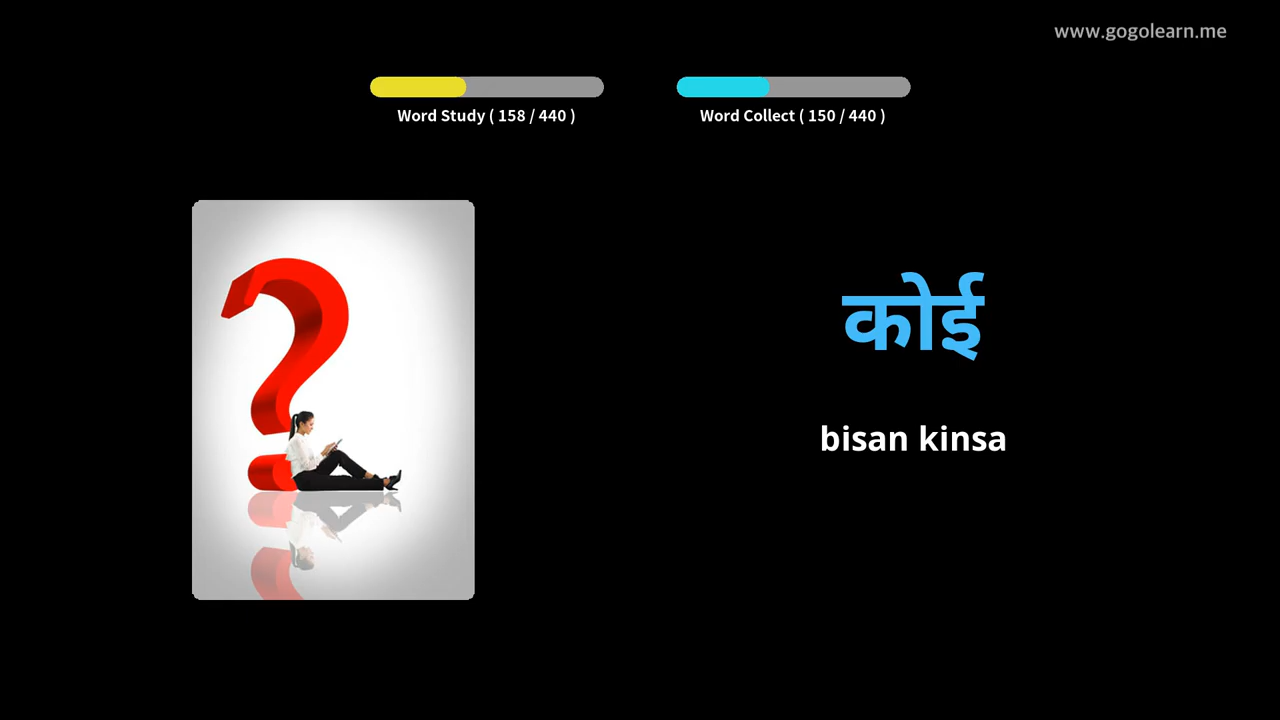 www.gogolearn.me
Word Study ( 158 / 440 )
Word Collect ( 150 / 440 )
कोई
bisan kinsa